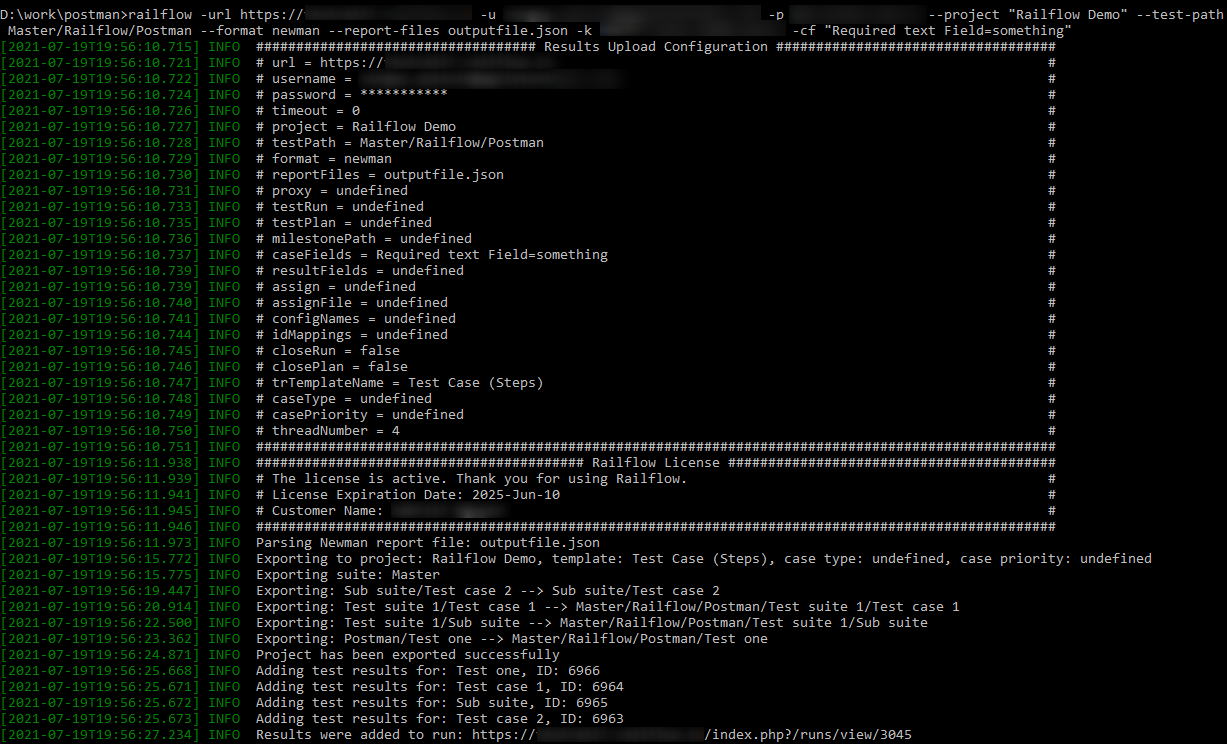 D:\work\postman>railflow -url https:// -u -p --project "Railflow Demo" --test-path
Master/Railflow/Postman --format newman --report-files outputfile.json -k -cf "Required text Field=something"
[2021-07-19T19:56:10.715] INFO ################################### Results Upload Configuration ###################################
[2021-07-19T19:56:10.721] INFO # url = https:// #
[2021-07-19T19:56:10.722] INFO # username = #
[2021-07-19T19:56:10.724] INFO # password = *********** #
[2021-07-19T19:56:10.726] INFO # timeout = 0 #
[2021-07-19T19:56:10.727] INFO # project = Railflow Demo #
[2021-07-19T19:56:10.728] INFO # testPath = Master/Railflow/Postman #
[2021-07-19T19:56:10.729] INFO # format = newman #
[2021-07-19T19:56:10.730] INFO # reportFiles = outputfile.json #
[2021-07-19T19:56:10.731] INFO # proxy = undefined #
[2021-07-19T19:56:10.733] INFO # testRun = undefined #
[2021-07-19T19:56:10.735] INFO # testPlan = undefined #
[2021-07-19T19:56:10.736] INFO # milestonePath = undefined #
[2021-07-19T19:56:10.737] INFO # caseFields = Required text Field=something #
[2021-07-19T19:56:10.739] INFO # resultFields = undefined #
[2021-07-19T19:56:10.739] INFO # assign = undefined #
[2021-07-19T19:56:10.740] INFO # assignFile = undefined #
[2021-07-19T19:56:10.741] INFO # configNames = undefined #
[2021-07-19T19:56:10.744] INFO # idMappings = undefined #
[2021-07-19T19:56:10.745] INFO # closeRun = false #
[2021-07-19T19:56:10.746] INFO # closePlan = false #
[2021-07-19T19:56:10.747] INFO # trTemplateName = Test Case (Steps) #
[2021-07-19T19:56:10.748] INFO # caseType = undefined #
[2021-07-19T19:56:10.749] INFO # casePriority = undefined #
[2021-07-19T19:56:10.750] INFO # threadNumber = 4 #
[2021-07-19T19:56:10.751] INFO ####################################################################################################
[2021-07-19T19:56:11.938] INFO ######################################### Railflow License #########################################
[2021-07-19T19:56:11.939] INFO # The license is active. Thank you for using Railflow. #
[2021-07-19T19:56:11.941] INFO # License Expiration Date: 2025-Jun-10 #
[2021-07-19T19:56:11.945] INFO # Customer Name: #
[2021-07-19T19:56:11.946] INFO ####################################################################################################
[2021-07-19T19:56:11.973] INFO Parsing Newman report file: outputfile.json
[2021-07-19T19:56:15.772] INFO Exporting to project: Railflow Demo, template: Test Case (Steps), case type: undefined, case priority: undefined
[2021-07-19T19:56:15.775] INFO Exporting suite: Master
[2021-07-19T19:56:19.447] INFO Exporting: Sub suite/Test case 2 --> Sub suite/Test case 2
[2021-07-19T19:56:20.914] INFO Exporting: Test suite 1/Test case 1 --> Master/Railflow/Postman/Test suite 1/Test case 1
[2021-07-19T19:56:22.500] INFO Exporting: Test suite 1/Sub suite --> Master/Railflow/Postman/Test suite 1/Sub suite
[2021-07-19T19:56:23.362] INFO Exporting: Postman/Test one --> Master/Railflow/Postman/Test one
[2021-07-19T19:56:24.871] INFO Project has been exported successfully
[2021-07-19T19:56:25.668] INFO Adding test results for: Test one, ID: 6966
[2021-07-19T19:56:25.671] INFO Adding test results for: Test case 1, ID: 6964
[2021-07-19T19:56:25.672] INFO Adding test results for: Sub suite, ID: 6965
[2021-07-19T19:56:25.673] INFO Adding test results for: Test case 2, ID: 6963
[2021-07-19T19:56:27.234] INFO Results were added to run: https:// /index.php?/runs/view/3045